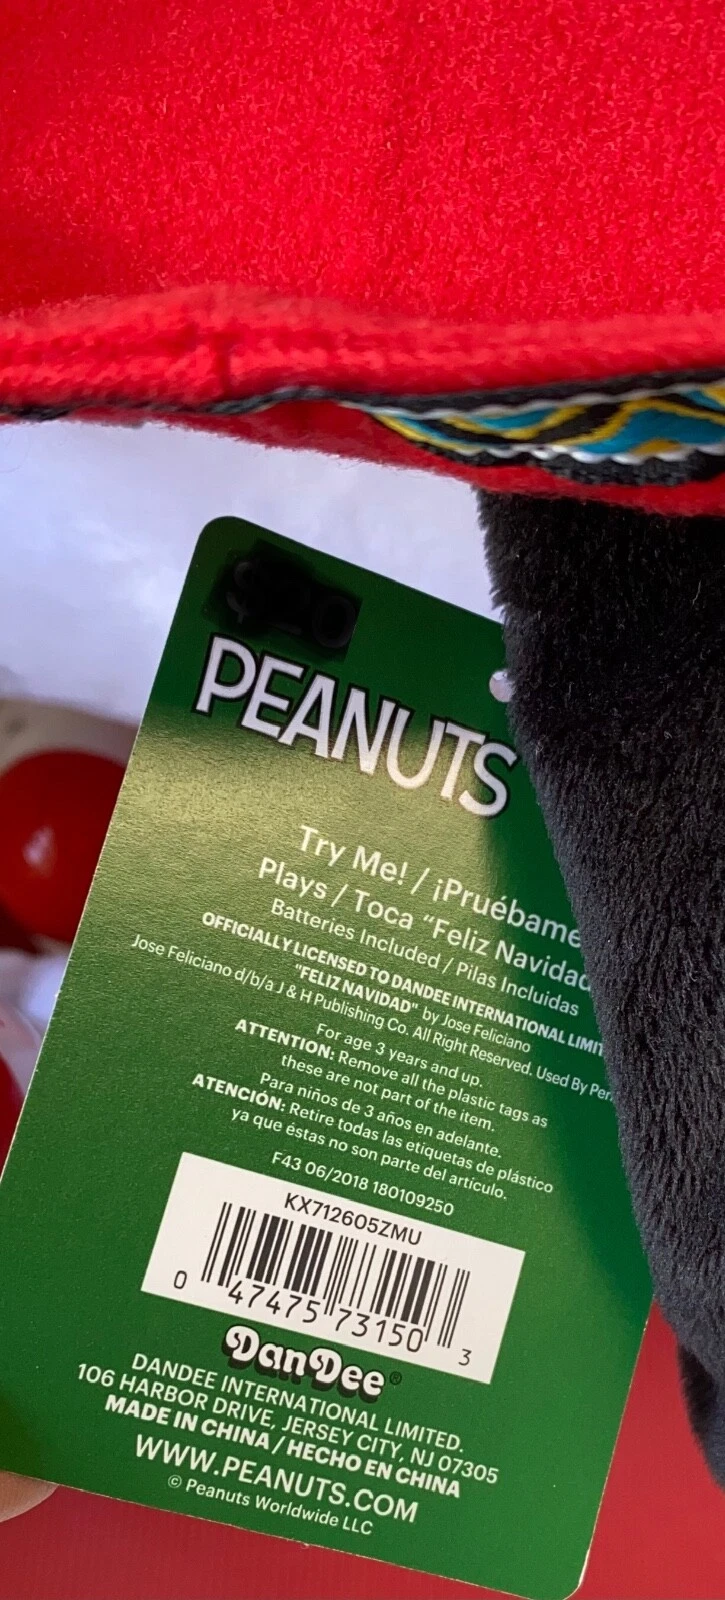 $20
PEANUTS
Try Me! / ¡Pruébame
Plays / Toca "Feliz Navidad
Batteries Included / Pilas Incluidas
OFFICIALLY LICENSED TO DANDEE INTERNATIONAL LIMIT
"FELIZ NAVIDAD" by Jose Feliciano
Jose Feliciano d/b/a J & H Publishing Co. All Right Reserved. Used By Per
For age 3 years and up.
ATTENTION: Remove all the plastic tags as
these are not part of the item.
Para niños de 3 años en adelante.
ATENCIÓN: Retire todas las etiquetas de plástico
ya que éstas no son parte del artículo.
F43 06/2018 180109250
KX712605ZMU
0 47475 73150 3
DanDee®
DANDEE INTERNATIONAL LIMITED.
106 HARBOR DRIVE, JERSEY CITY, NJ 07305
MADE IN CHINA / HECHO EN CHINA
WWW.PEANUTS.COM
© Peanuts Worldwide LLC